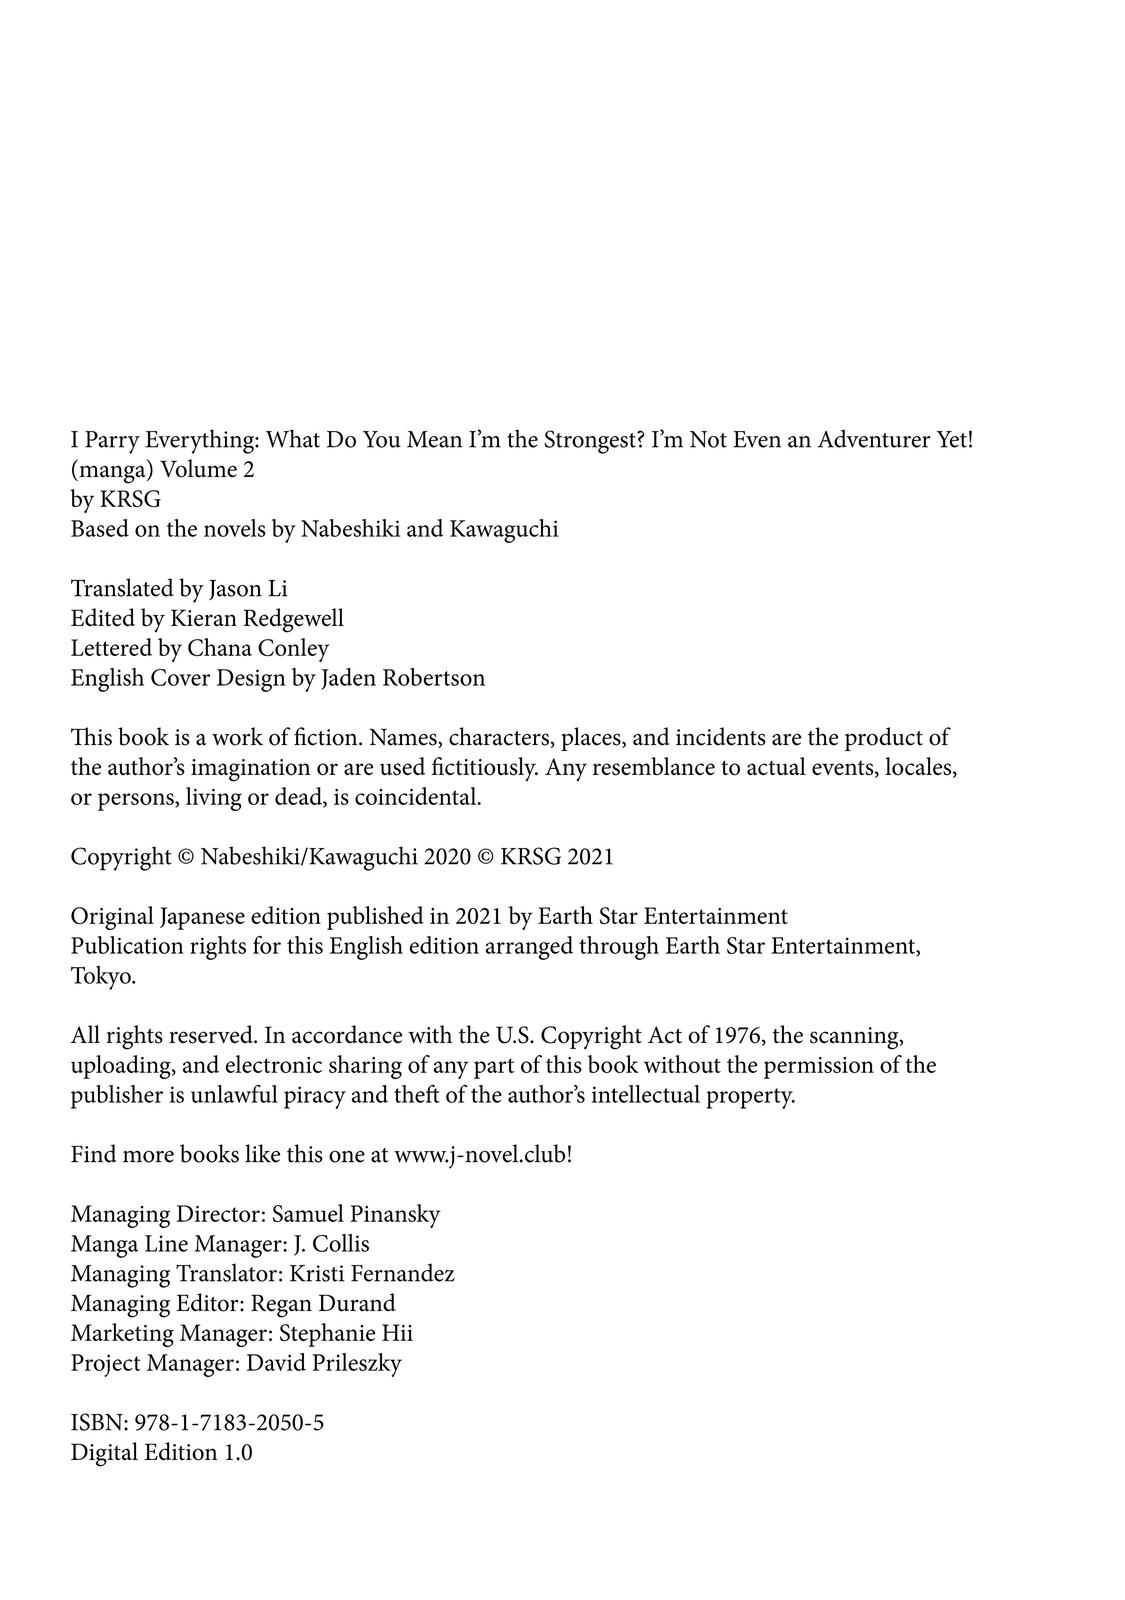 I Parry Everything: What Do You Mean I’m the Strongest? I’m Not Even an Adventurer Yet!
(manga) Volume 2
by KRSG
Based on the novels by Nabeshiki and Kawaguchi
Translated by Jason Li
Edited by Kieran Redgewell
Lettered by Chana Conley
English Cover Design by Jaden Robertson
This book is a work of fiction. Names, characters, places, and incidents are the product of
the author’s imagination or are used fictitiously. Any resemblance to actual events, locales,
or persons, living or dead, is coincidental.
Copyright © Nabeshiki/Kawaguchi 2020 © KRSG 2021
Original Japanese edition published in 2021 by Earth Star Entertainment
Publication rights for this English edition arranged through Earth Star Entertainment,
Tokyo.
All rights reserved. In accordance with the U.S. Copyright Act of 1976, the scanning,
uploading, and electronic sharing of any part of this book without the permission of the
publisher is unlawful piracy and theft of the author’s intellectual property.
Find more books like this one at www.j-novel.club!
Managing Director: Samuel Pinansky
Manga Line Manager: J. Collis
Managing Translator: Kristi Fernandez
Managing Editor: Regan Durand
Marketing Manager: Stephanie Hii
Project Manager: David Prileszky
ISBN: 978-1-7183-2050-5
Digital Edition 1.0